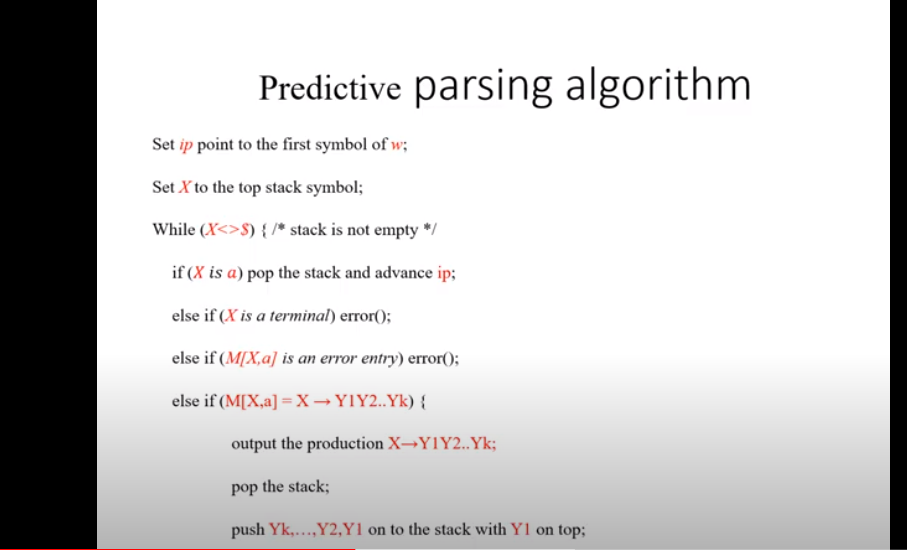 Predictive parsing algorithm
Set ip point to the first symbol of w;
Set X to the top stack symbol;
While (X<>$) { /* stack is not empty */
if (X is a) pop the stack and advance ip;
else if (X is a terminal) error();
else if (M[X,a] is an error entry) error();
else if (M[X,a] = X → Y1Y2..Yk) {
output the production X→Y1Y2..Yk;
pop the stack;
push Yk,…,Y2,Y1 on to the stack with Y1 on top;